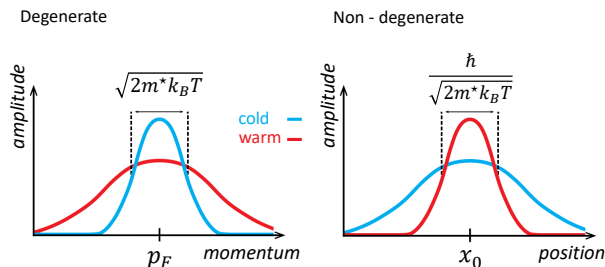 Degenerate
Non - degenerate
√2m*k_BT
ħ
√2m*k_BT
amplitude
cold
warm
amplitude
p_F
momentum
x_0
position